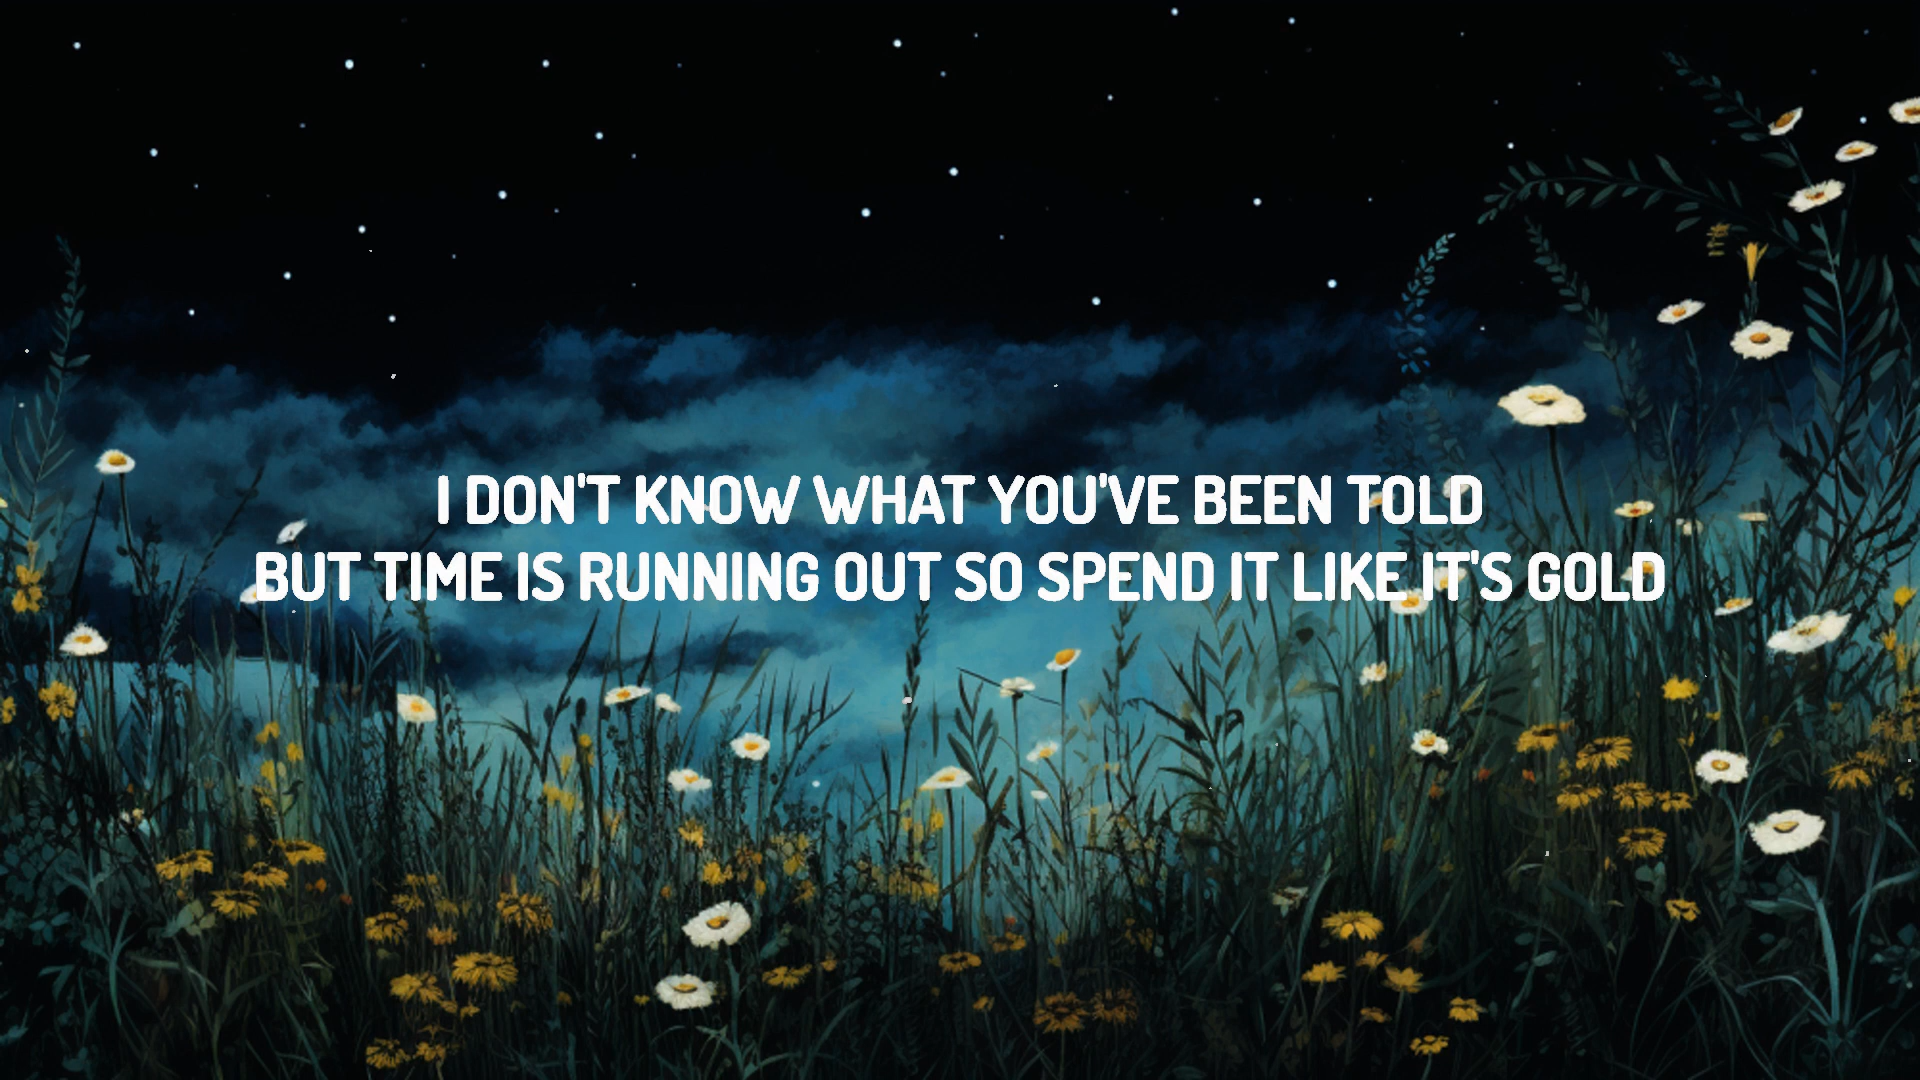 I DON'T KNOW WHAT YOU'VE BEEN TOLD
BUT TIME IS RUNNING OUT SO SPEND IT LIKE IT'S GOLD